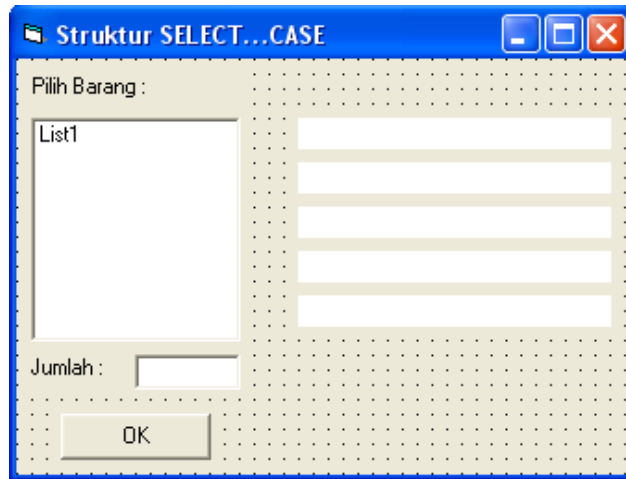 Struktur SELECT...CASE
Pilih Barang :
List1
Jumlah :
OK